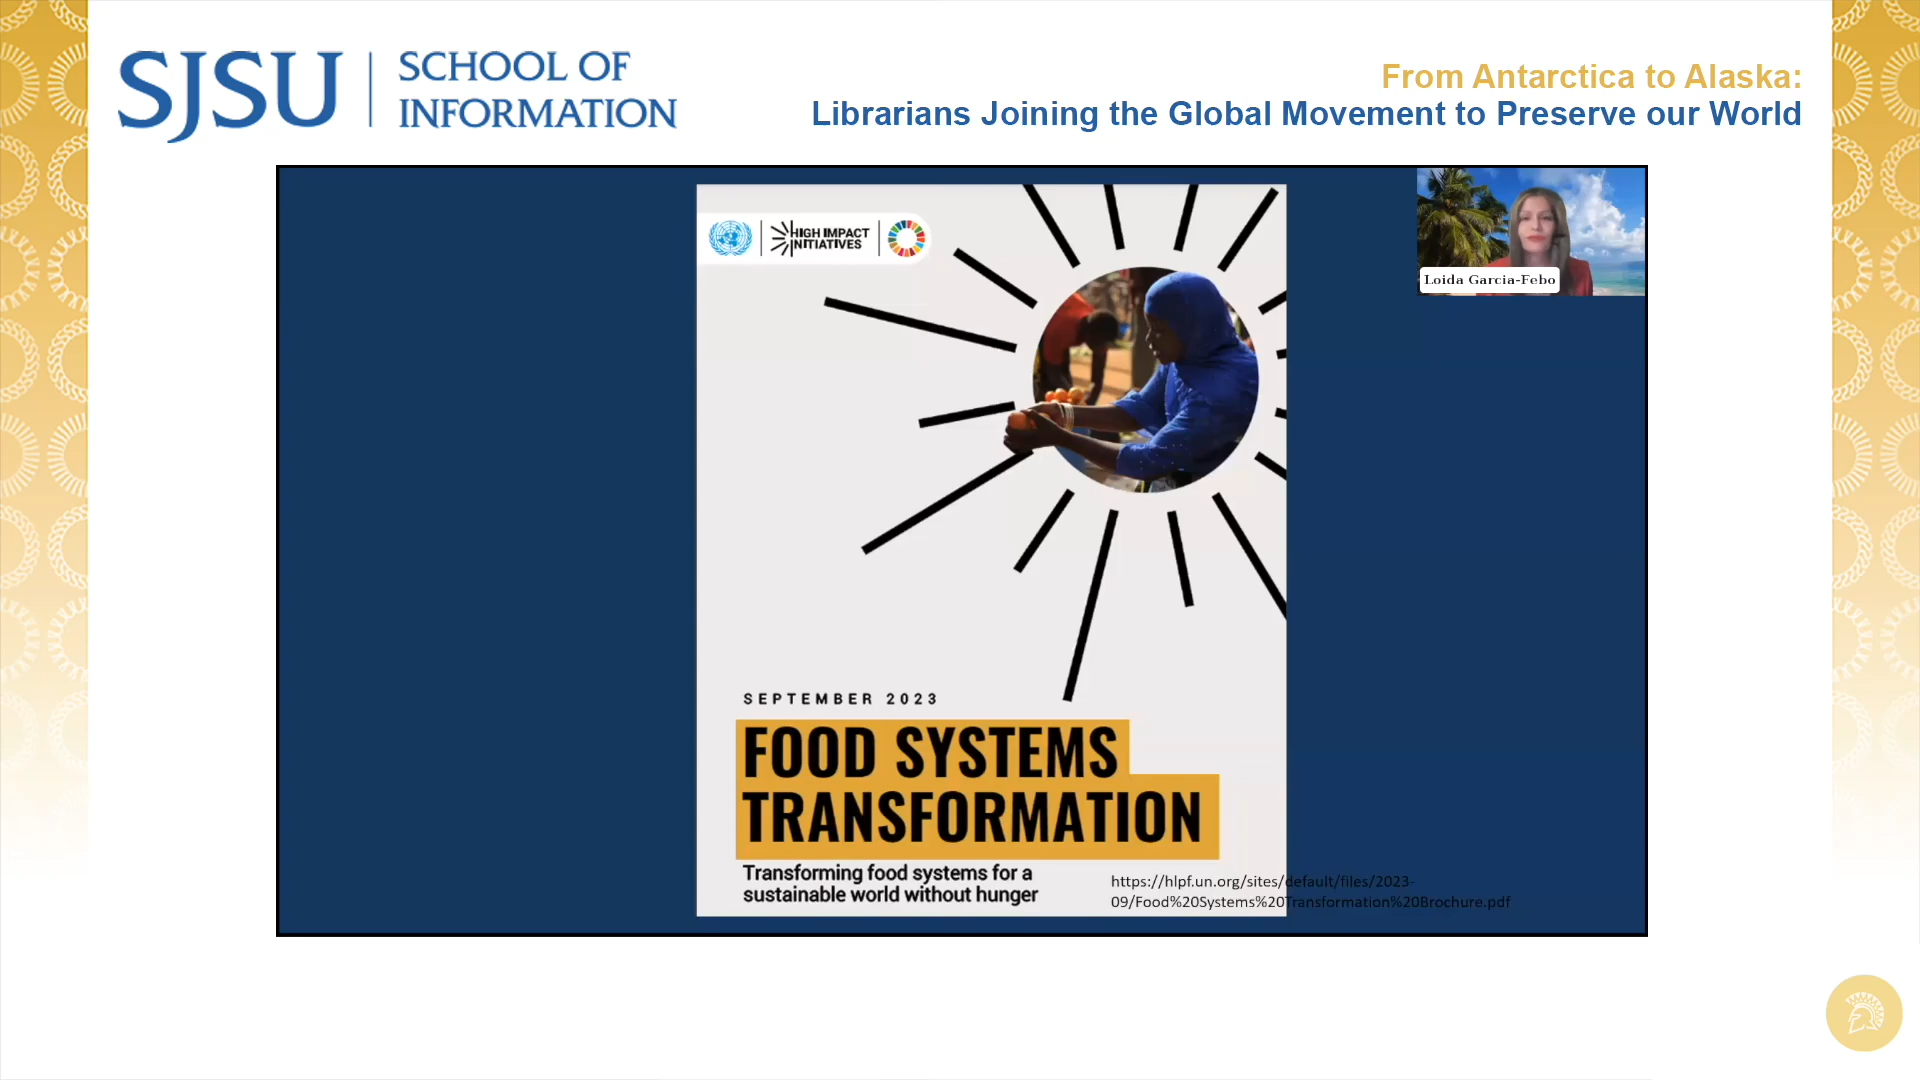 SJSU
SCHOOL OF
INFORMATION
From Antarctica to Alaska:
Librarians Joining the Global Movement to Preserve our World
HIGH IMPACT
INITIATIVES
Loida Garcia-Febo
SEPTEMBER 2023
FOOD SYSTEMS
TRANSFORMATION
Transforming food systems for a
sustainable world without hunger
https://hlpf.un.org/sites/default/files/2023-
09/Food%20Systems%20Transformation%20Brochure.pdf